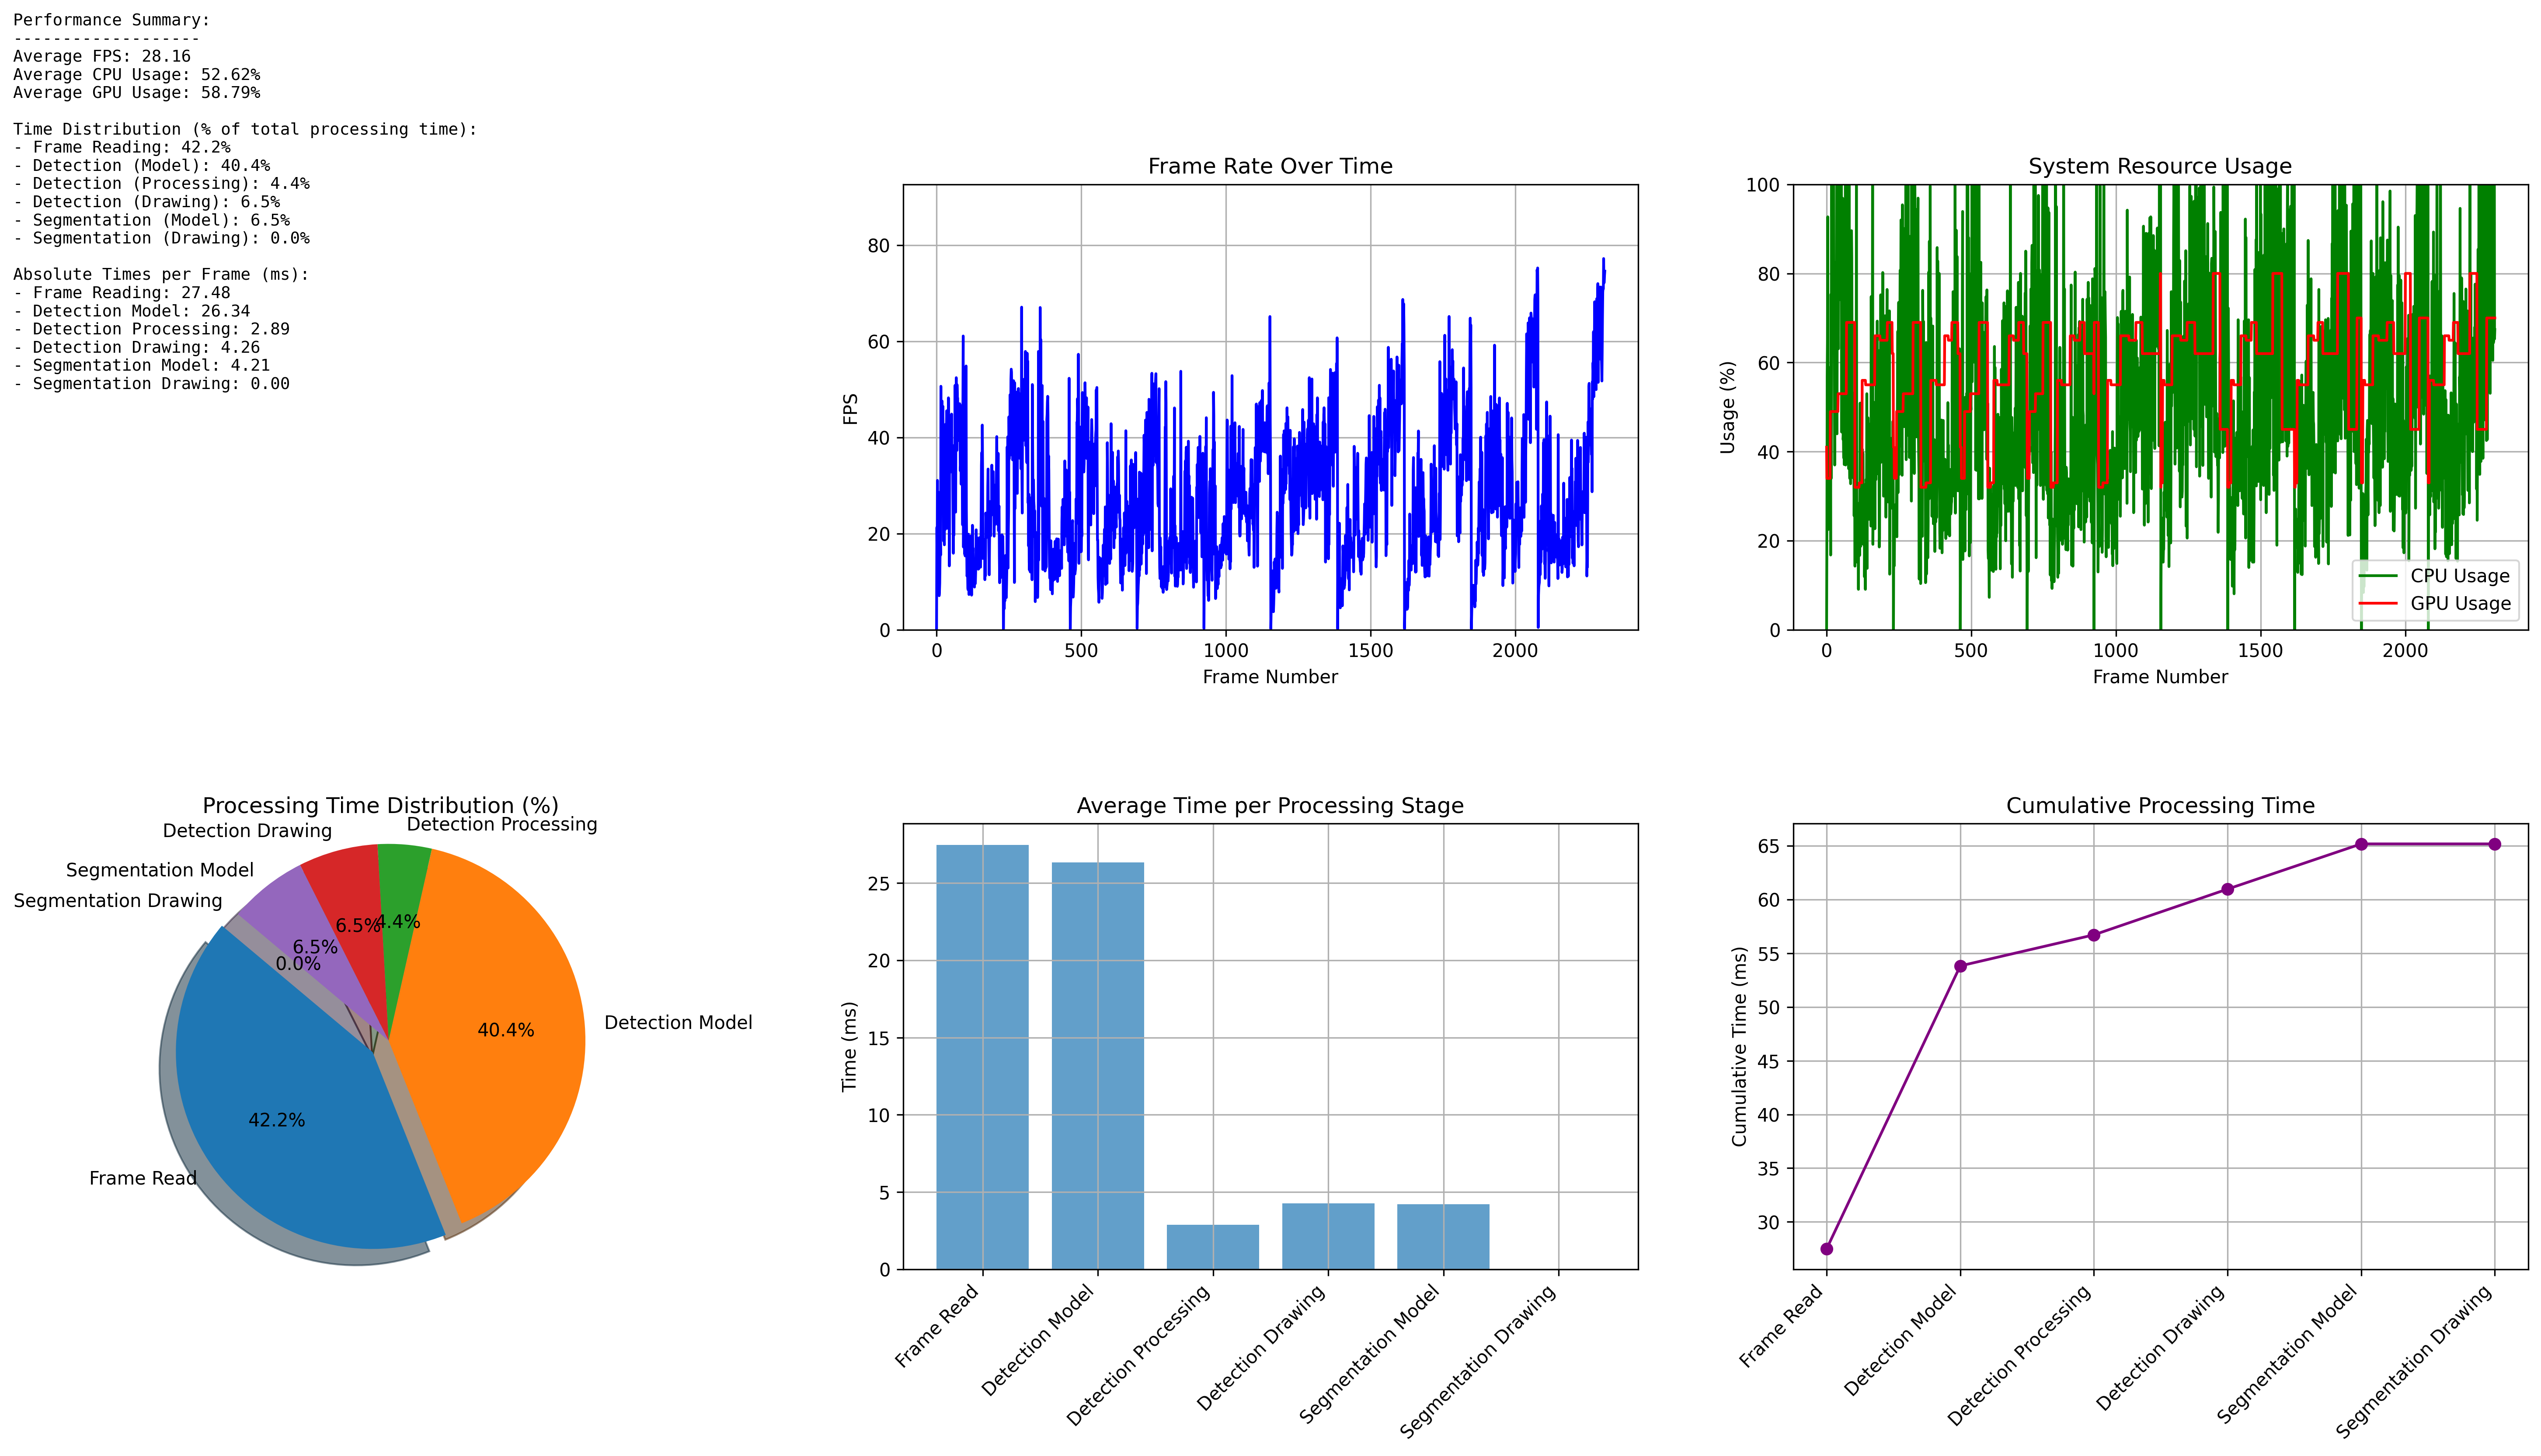 Performance Summary:
-------------------
Average FPS: 28.16
Average CPU Usage: 52.62%
Average GPU Usage: 58.79%
Time Distribution (% of total processing time):
- Frame Reading: 42.2%
- Detection (Model): 40.4%
- Detection (Processing): 4.4%
- Detection (Drawing): 6.5%
- Segmentation (Model): 6.5%
- Segmentation (Drawing): 0.0%
Absolute Times per Frame (ms):
- Frame Reading: 27.48
- Detection Model: 26.34
- Detection Processing: 2.89
- Detection Drawing: 4.26
- Segmentation Model: 4.21
- Segmentation Drawing: 0.00
Frame Rate Over Time
FPS
80
60
40
20
0
0 500 1000 1500 2000
Frame Number
System Resource Usage
Usage (%)
100
80
60
40
20
0
CPU Usage
GPU Usage
0 500 1000 1500 2000
Frame Number
Processing Time Distribution (%)
Detection Processing
Detection Drawing
Segmentation Model
Segmentation Drawing
6.5% 4.4%
6.5%
0.0%
Detection Model
40.4%
42.2%
Frame Read
Average Time per Processing Stage
Time (ms)
25
20
15
10
5
0
Frame Read
Detection Model
Detection Processing
Detection Drawing
Segmentation Model
Segmentation Drawing
Cumulative Processing Time
Cumulative Time (ms)
65
60
55
50
45
40
35
30
Frame Read
Detection Model
Detection Processing
Detection Drawing
Segmentation Model
Segmentation Drawing